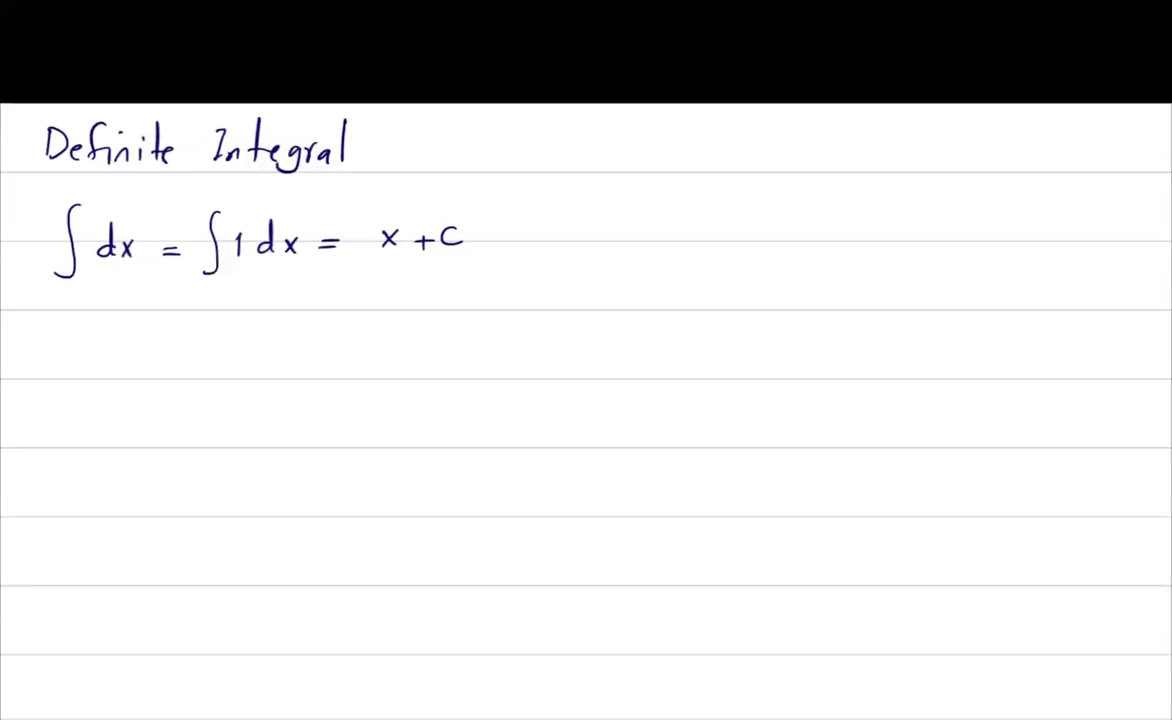 Definite Integral
∫ dx = ∫ 1 dx = x + C